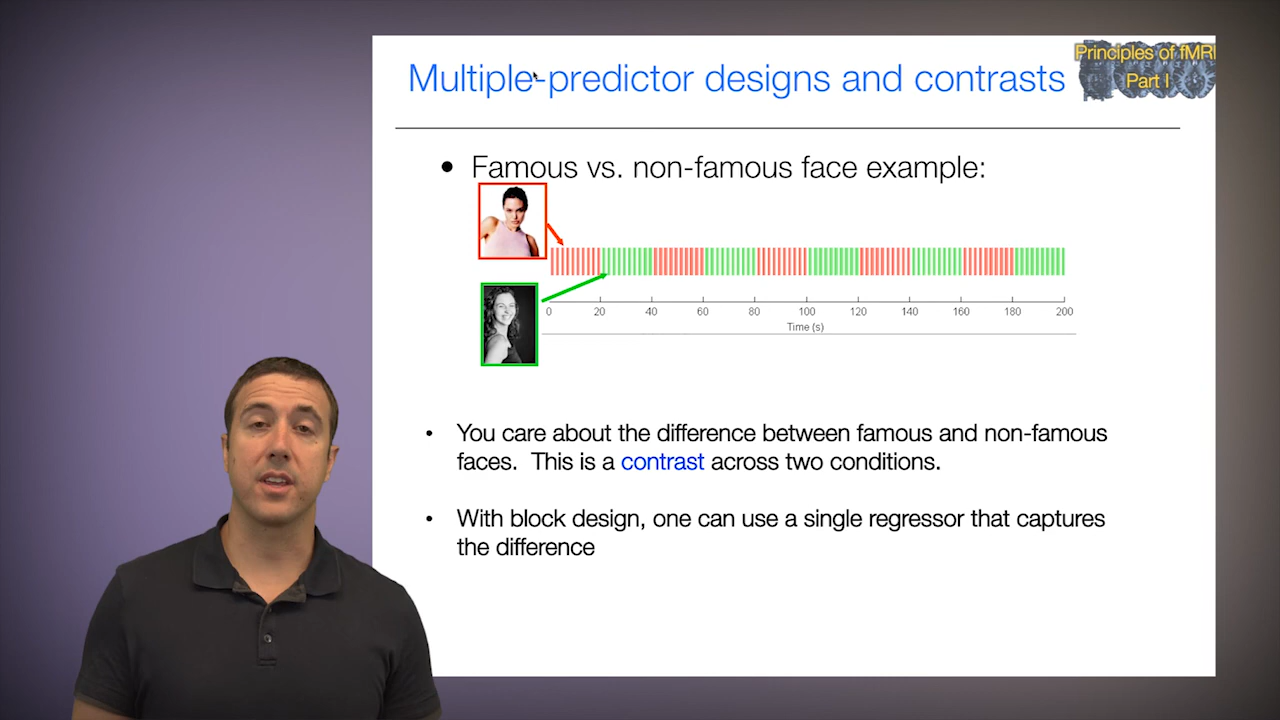 Principles of fMRI
Part I
Multiple-predictor designs and contrasts
• Famous vs. non-famous face example:
0 20 40 60 80 100 120 140 160 180 200
Time (s)
• You care about the difference between famous and non-famous
faces. This is a contrast across two conditions.
• With block design, one can use a single regressor that captures
the difference